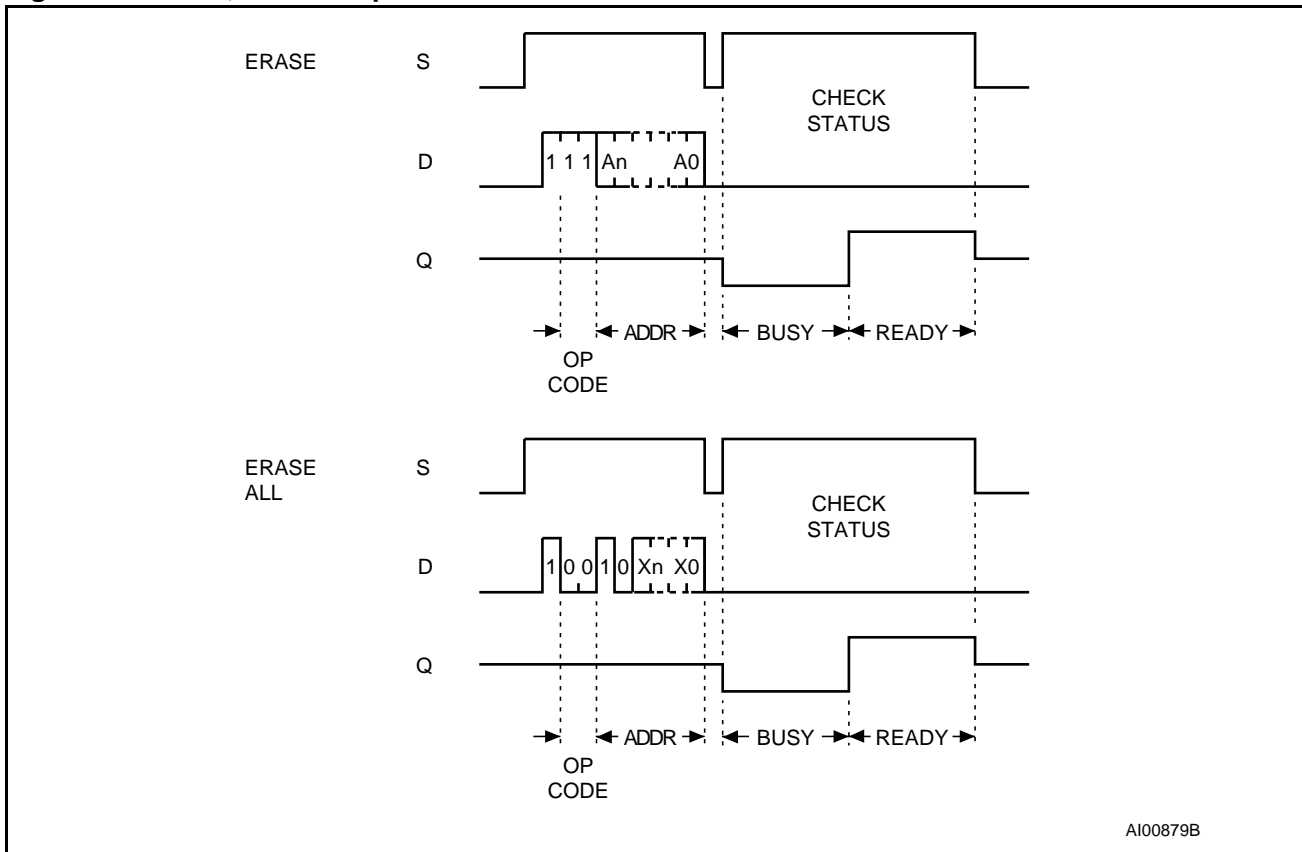 ERASE S
CHECK
STATUS
D 1 1 1 An A0
Q
ADDR BUSY READY
OP
CODE
ERASE
ALL S
CHECK
STATUS
D 1 0 0 1 0 Xn X0
Q
ADDR BUSY READY
OP
CODE
AI00879B